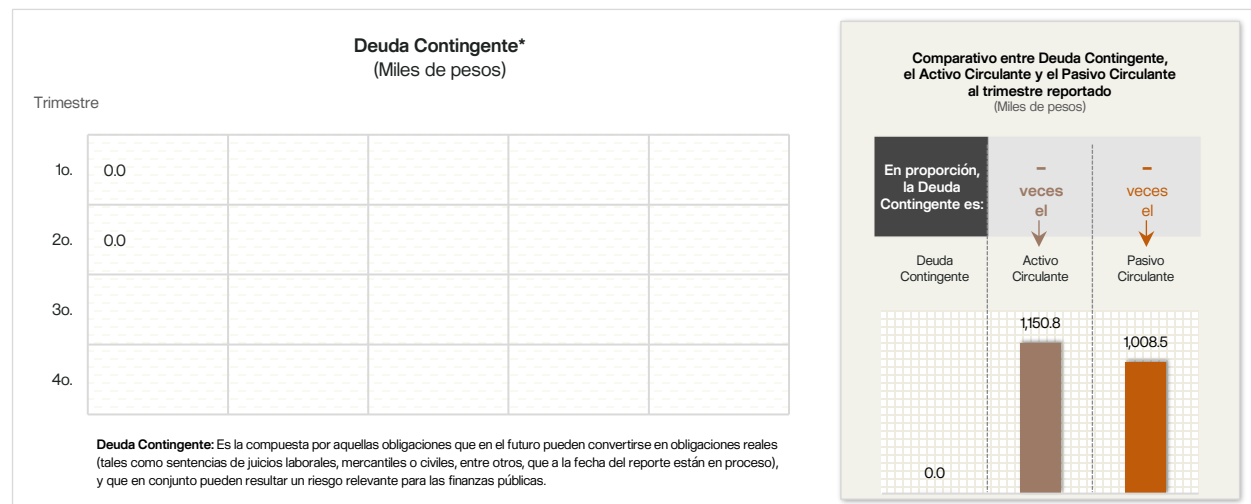 Deuda Contingente*
(Miles de pesos)
Trimestre
1o. 0.0
2o. 0.0
3o.
4o.
Deuda Contingente: Es la compuesta por aquellas obligaciones que en el futuro pueden convertirse en obligaciones reales
(tales como sentencias de juicios laborales, mercantiles o civiles, entre otros, que a la fecha del reporte están en proceso),
y que en conjunto pueden resultar un riesgo relevante para las finanzas públicas.
Comparativo entre Deuda Contingente,
el Activo Circulante y el Pasivo Circulante
al trimestre reportado
(Miles de pesos)
En proporción,
la Deuda
Contingente es:
–
veces
el
–
veces
el
Deuda
Contingente
Activo
Circulante
Pasivo
Circulante
0.0
1,150.8
1,008.5